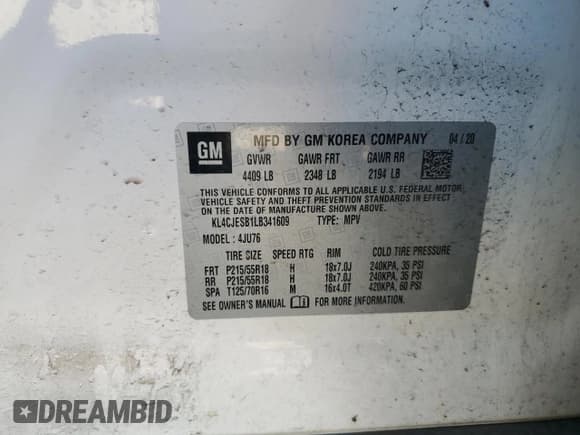 GM MFD BY GM KOREA COMPANY 04 / 20
GVWR GAWR FRT GAWR RR
4409 LB 2348 LB 2194 LB
THIS VEHICLE CONFORMS TO ALL APPLICABLE U.S. FEDERAL MOTOR
VEHICLE SAFETY AND THEFT PREVENTION STANDARDS IN EFFECT
ON THE DATE OF MANUFACTURE SHOWN ABOVE.
KL4CJESB1LB341609 TYPE: MPV
MODEL : 4JU76
TIRE SIZE SPEED RTG RIM COLD TIRE PRESSURE
FRT P215/55R18 H 18x7.0J 240KPA, 35 PSI
RR P215/55R18 H 18x7.0J 240KPA, 35 PSI
SPA T125/70R16 M 16x4.0T 420KPA, 60 PSI
SEE OWNER'S MANUAL FOR MORE INFORMATION.
DREAMBID